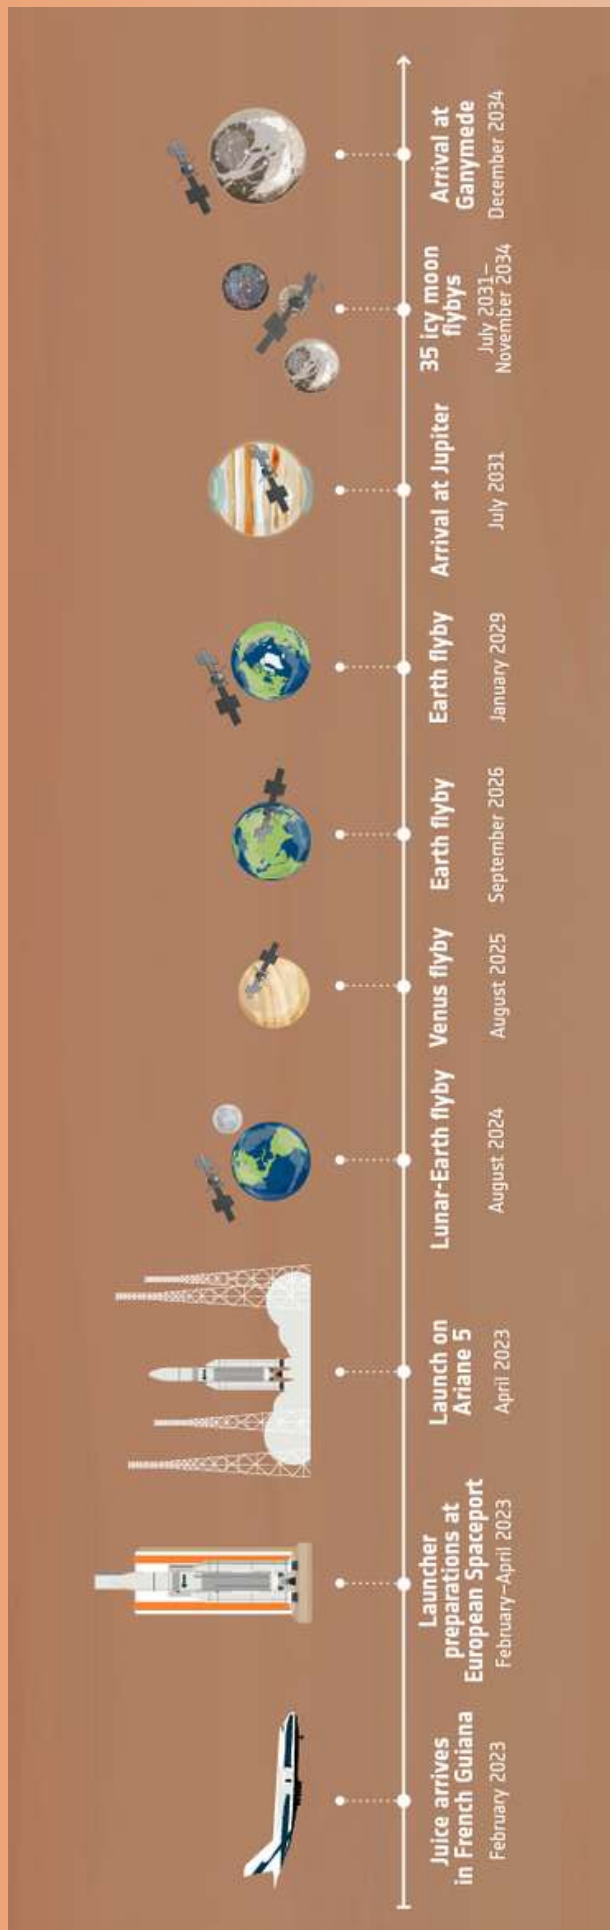 Juice arrives
in French Guiana
February 2023
Launcher
preparations at
European Spaceport
February–April 2023
Launch on
Ariane 5
April 2023
Lunar-Earth flyby
August 2024
Venus flyby
August 2025
Earth flyby
September 2026
Earth flyby
January 2029
Arrival at Jupiter
July 2031
35 icy moon
flybys
July 2031–
November 2034
Arrival at
Ganymede
December 2034